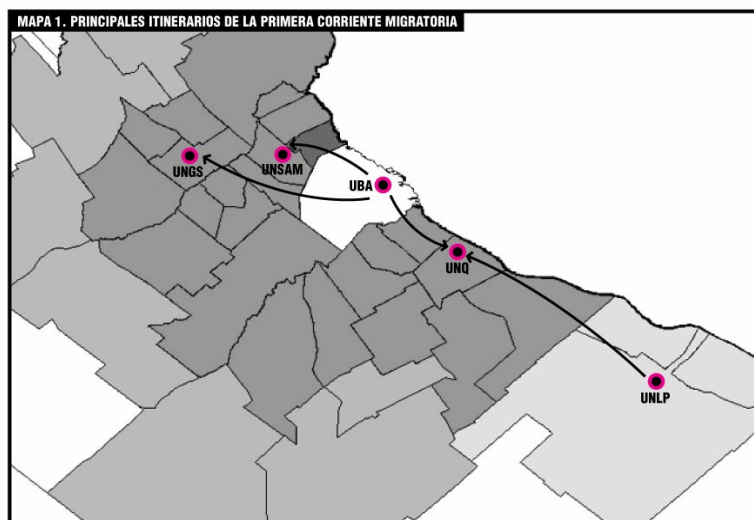 MAPA 1. PRINCIPALES ITINERARIOS DE LA PRIMERA CORRIENTE MIGRATORIA
UNGS
UNSAM
UBA
UNQ
UNLP